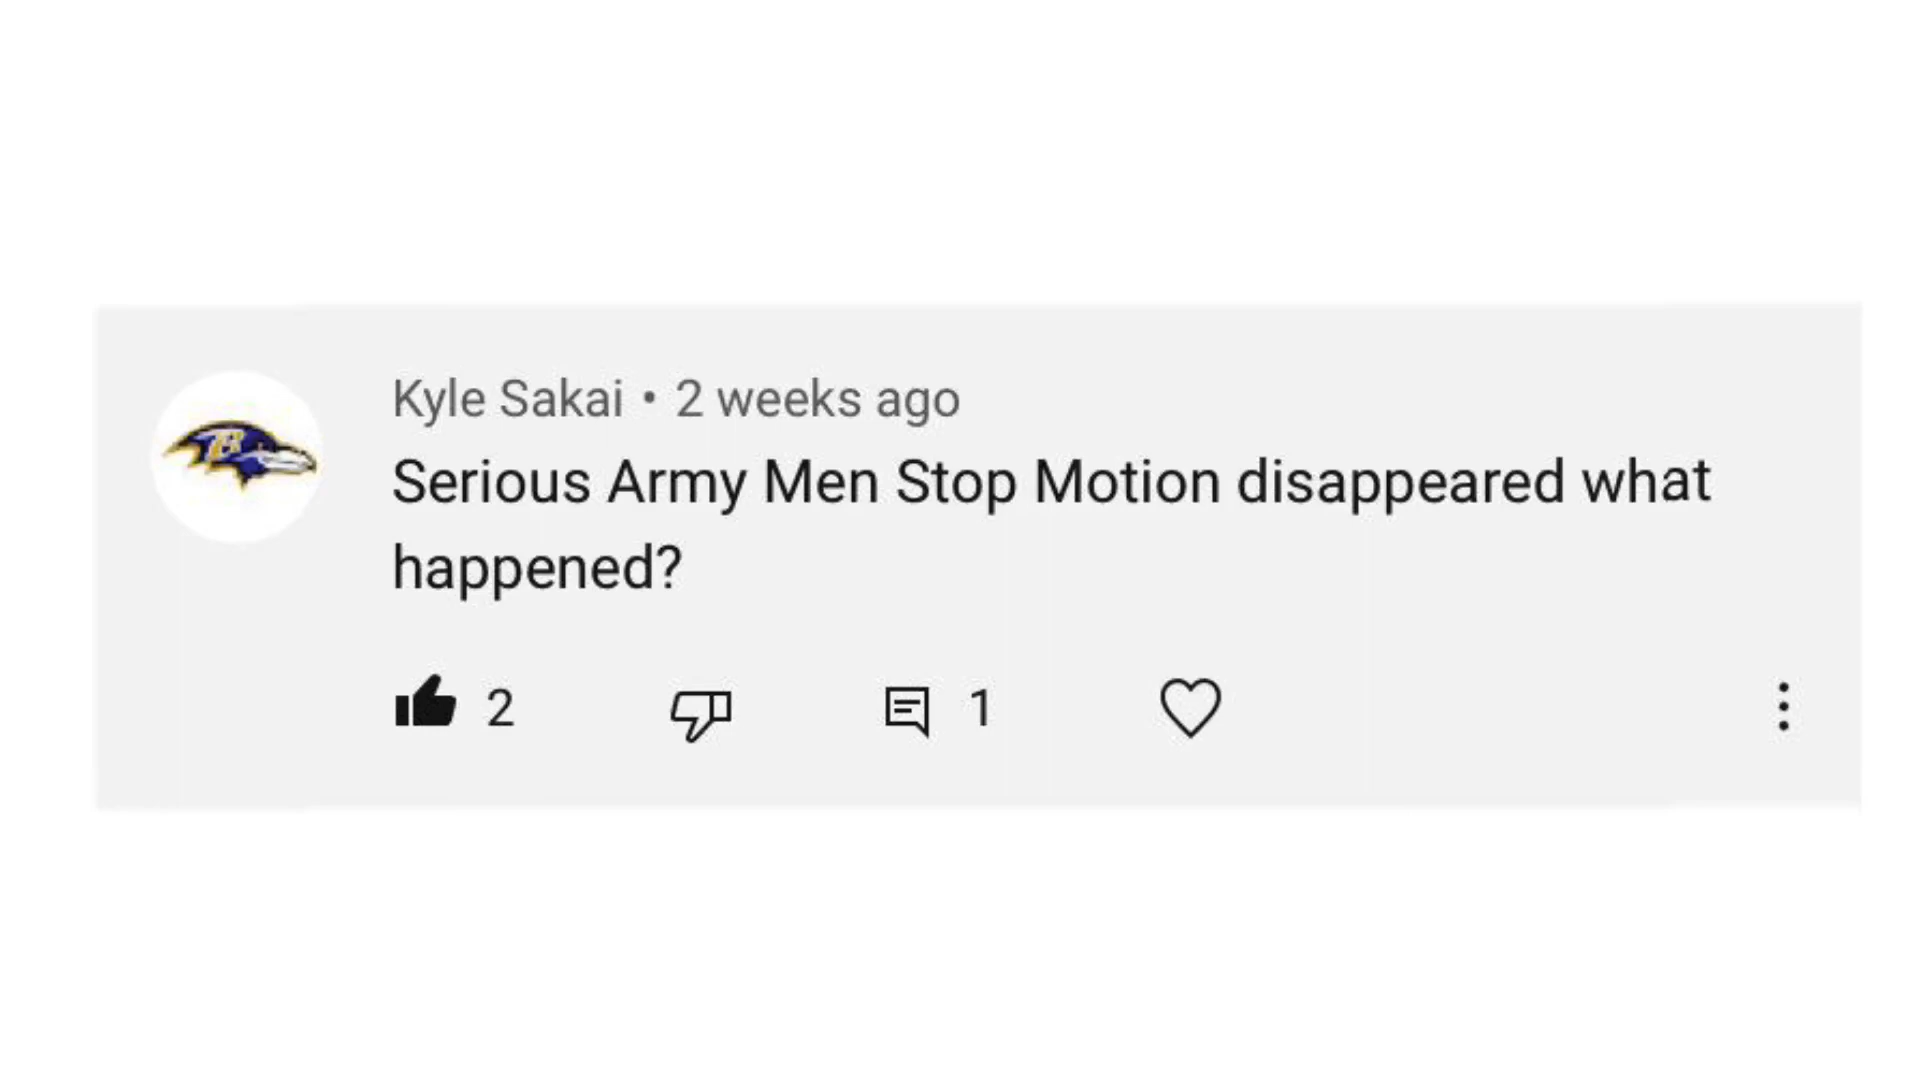 Kyle Sakai • 2 weeks ago
Serious Army Men Stop Motion disappeared what
happened?
2
1
B